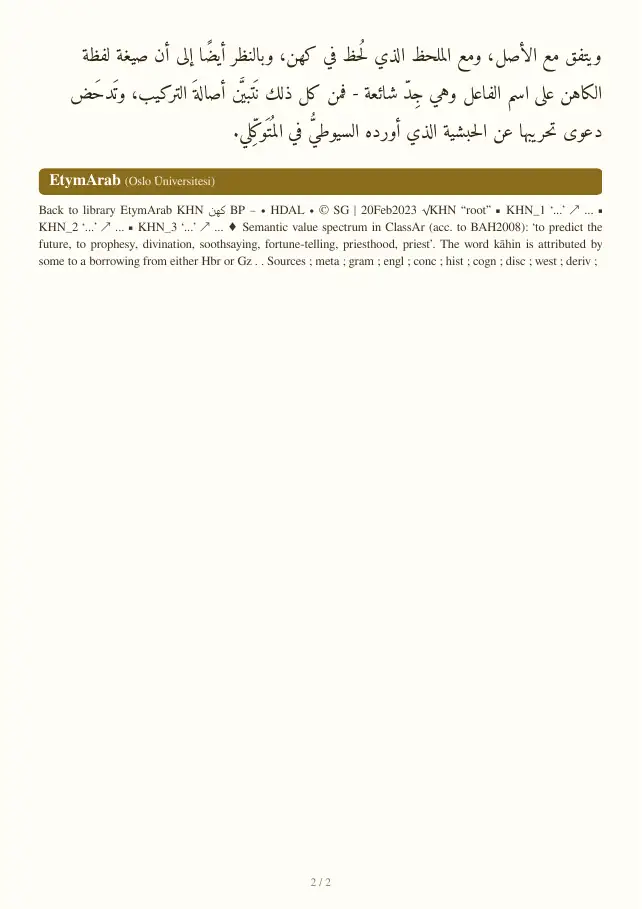 ويتفق مع الأصل، ومع الملحظ الذي لُحظ في كهن، وبالنظر أيضًا إلى أن صيغة لفظة
الكاهن على اسم الفاعل وهي جِدّ شائعة - فمن كل ذلك نَتبيَّن أصالةَ التركيب، وتَدحَض
دعوى تحريبها عن الحبشية الذي أورده السيوطيُّ في المُتَوكِّلِي.
EtymArab (Oslo Üniversitesi)
Back to library EtymArab KHN كهن BP – • HDAL • © SG | 20Feb2023 √KHN “root” ▪ KHN_1 ‘...’ ↗ ... ▪
KHN_2 ‘...’ ↗ ... ▪ KHN_3 ‘...’ ↗ ... ♦ Semantic value spectrum in ClassAr (acc. to BAH2008): ‘to predict the
future, to prophesy, divination, soothsaying, fortune-telling, priesthood, priest’. The word kāhin is attributed by
some to a borrowing from either Hbr or Gz . . Sources ; meta ; gram ; engl ; conc ; hist ; cogn ; disc ; west ; deriv ;
2 / 2